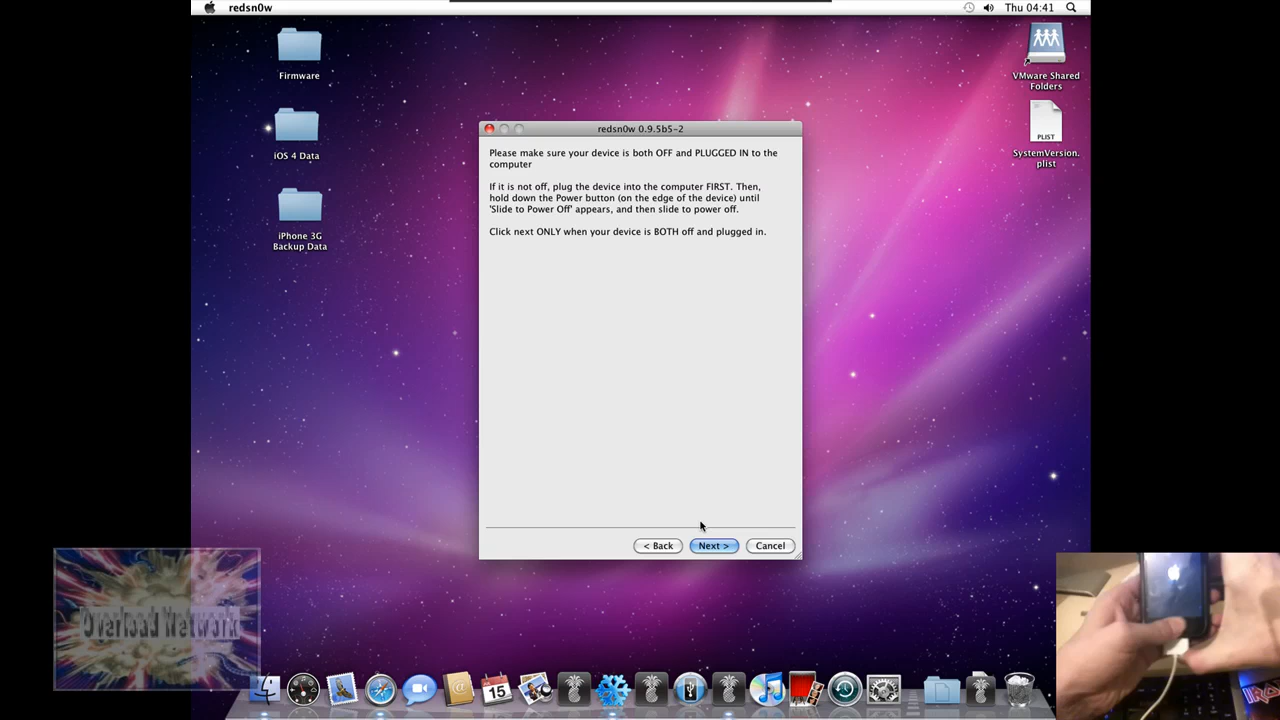 redsn0w
Thu 04:41
Firmware
iOS 4 Data
iPhone 3G
Backup Data
VMware Shared
Folders
PLIST
SystemVersion.
plist
redsn0w 0.9.5b5-2
Please make sure your device is both OFF and PLUGGED IN to the
computer
If it is not off, plug the device into the computer FIRST. Then,
hold down the Power button (on the edge of the device) until
'Slide to Power Off' appears, and then slide to power off.
Click next ONLY when your device is BOTH off and plugged in.
< Back
Next >
Cancel
Overload Network
15